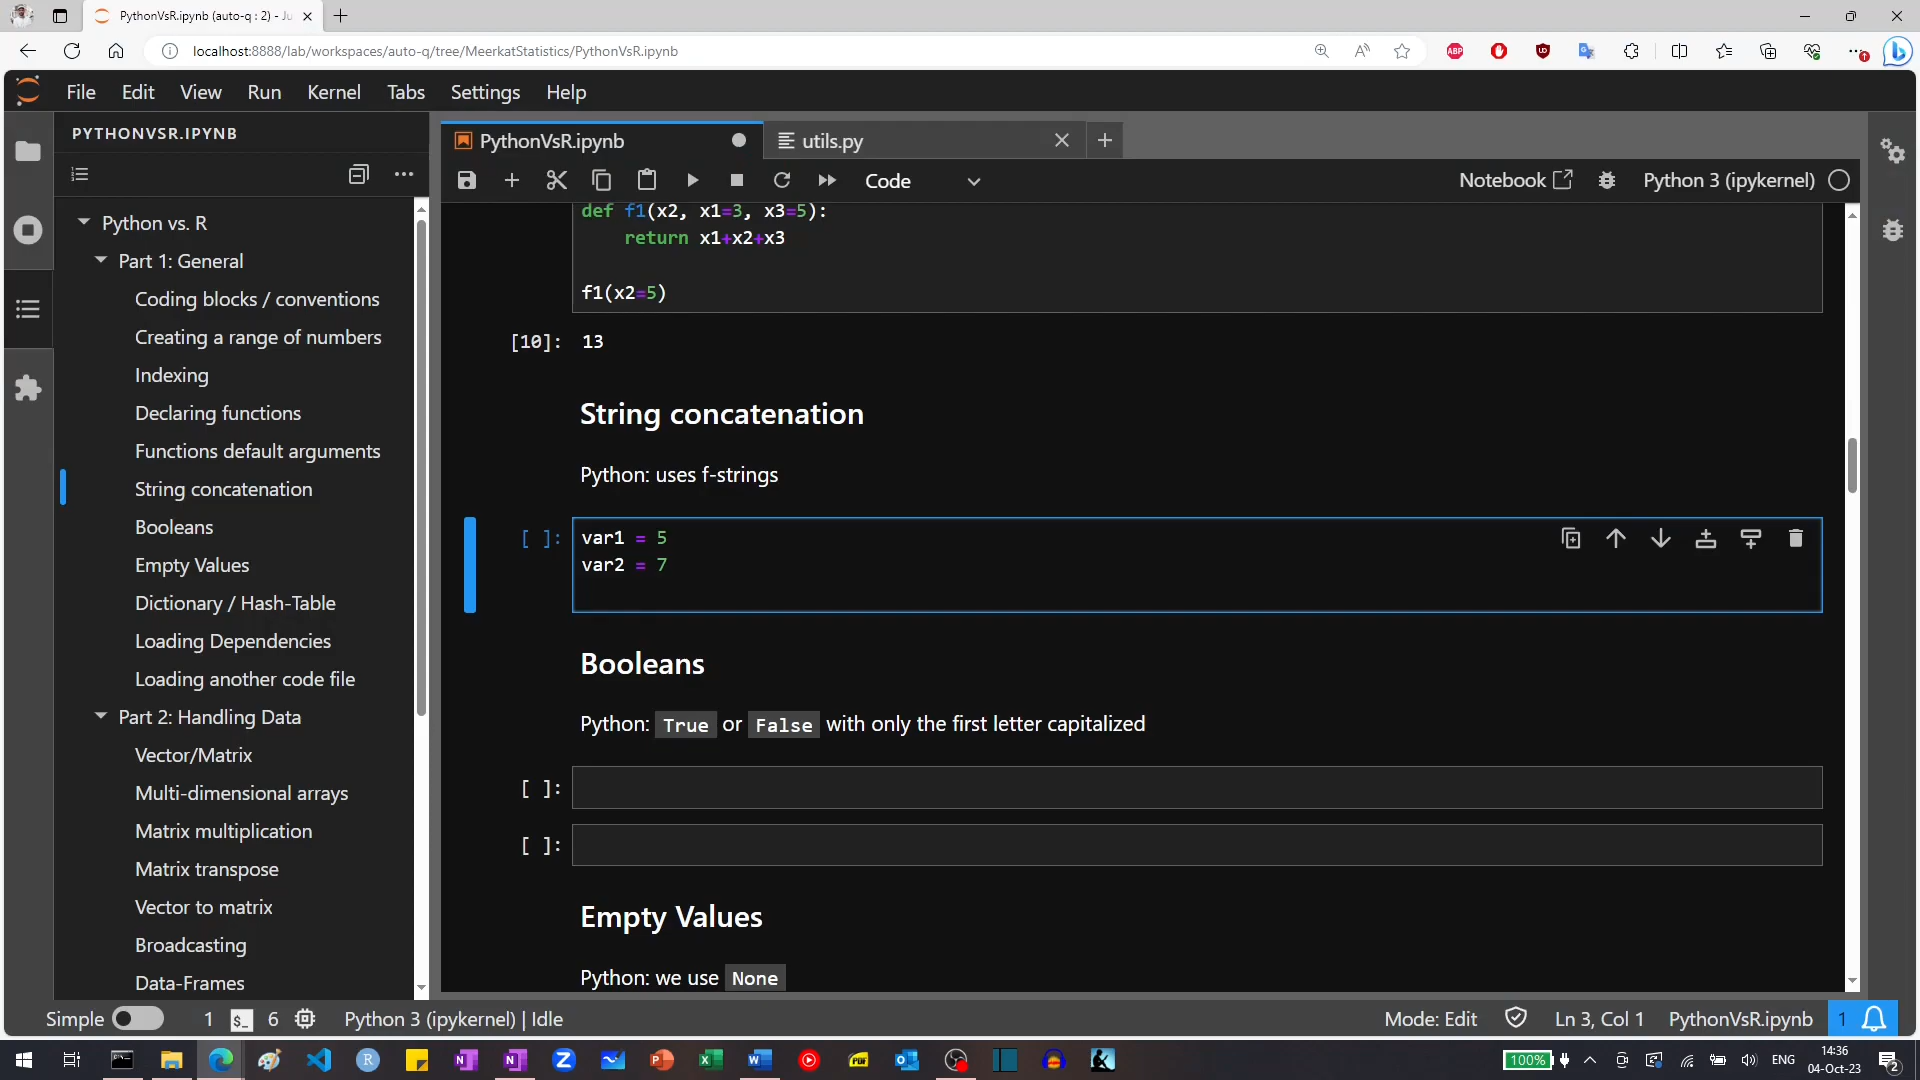 PythonVsR.ipynb (auto-q : 2) - Ju
localhost:8888/lab/workspaces/auto-q/tree/MeerkatStatistics/PythonVsR.ipynb
File Edit View Run Kernel Tabs Settings Help
PYTHONVSR.IPYNB
Python vs. R
Part 1: General
Coding blocks / conventions
Creating a range of numbers
Indexing
Declaring functions
Functions default arguments
String concatenation
Booleans
Empty Values
Dictionary / Hash-Table
Loading Dependencies
Loading another code file
Part 2: Handling Data
Vector/Matrix
Multi-dimensional arrays
Matrix multiplication
Matrix transpose
Vector to matrix
Broadcasting
Data-Frames
PythonVsR.ipynb
utils.py
Code
Notebook
Python 3 (ipykernel)
def f1(x2, x1=3, x3=5):
return x1+x2+x3
f1(x2=5)
[10]: 13
String concatenation
Python: uses f-strings
[ ]: var1 = 5
var2 = 7
Booleans
Python: True or False with only the first letter capitalized
[ ]:
[ ]:
Empty Values
Python: we use None
Simple 1 $_ 6 Python 3 (ipykernel) | Idle
Mode: Edit Ln 3, Col 1 PythonVsR.ipynb 1
100% ENG 14:36
04-Oct-23 2